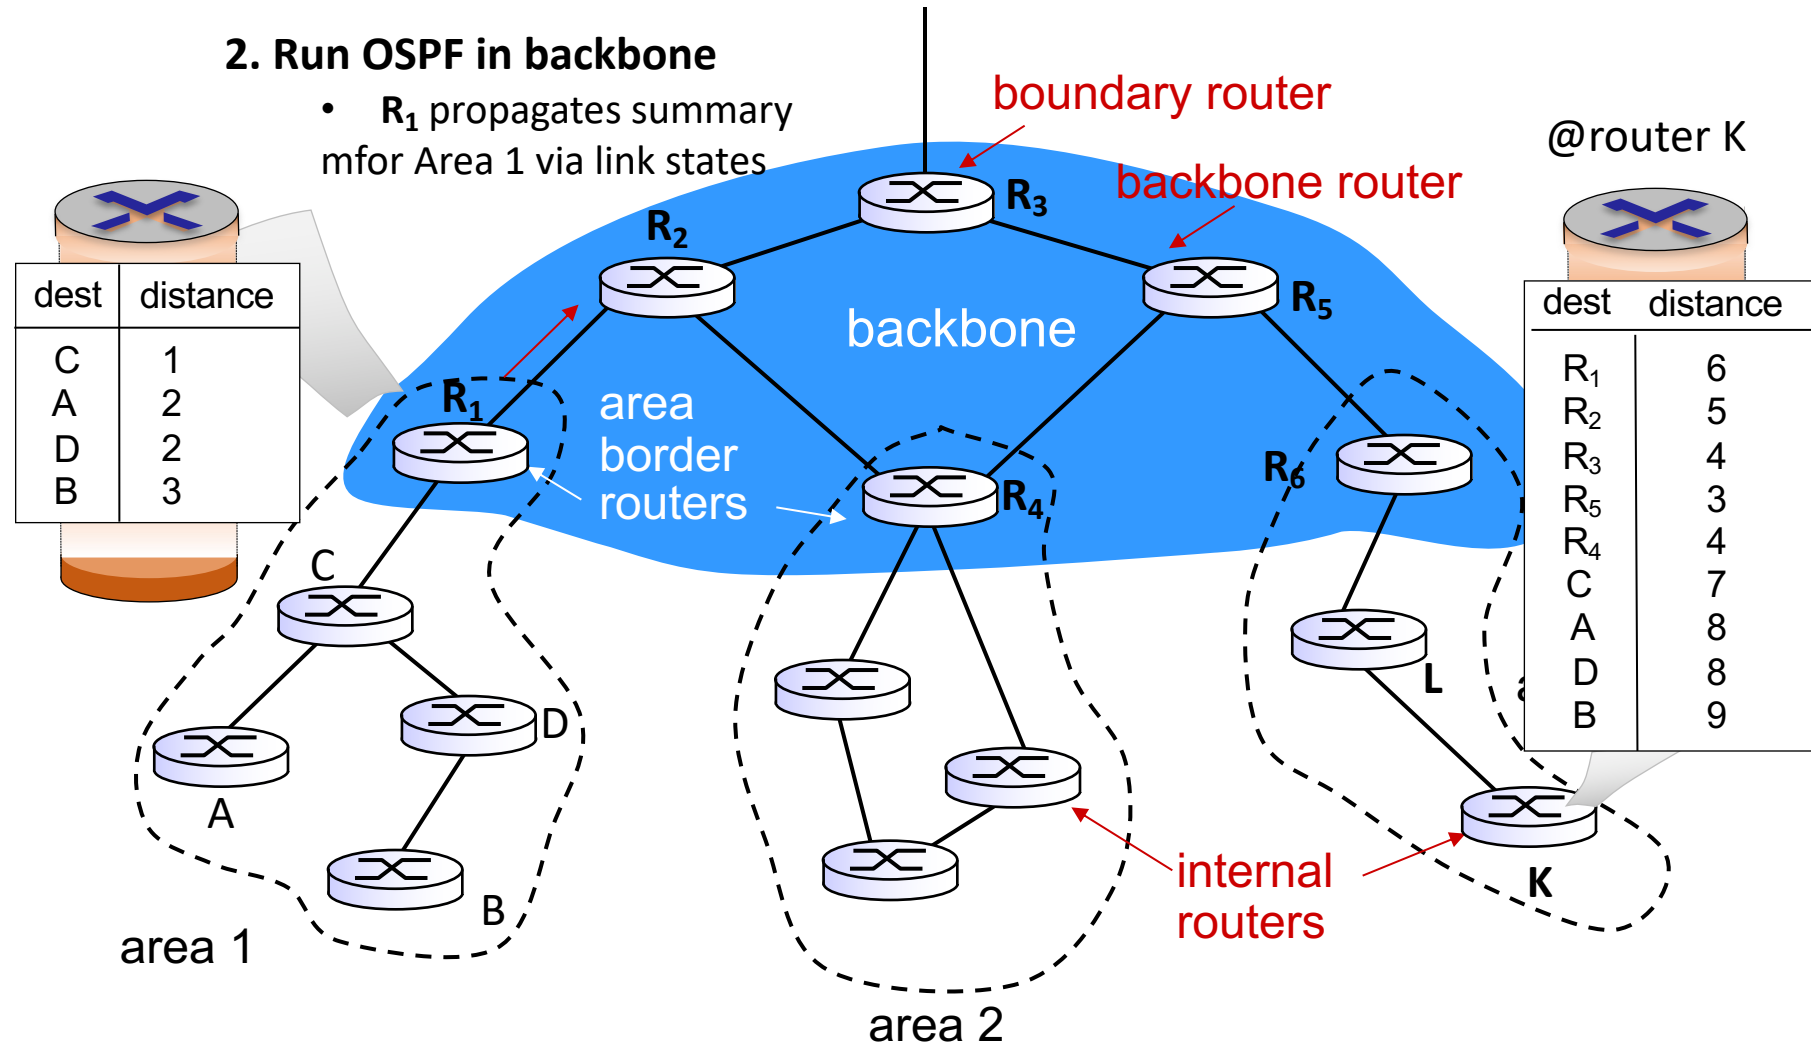 2. Run OSPF in backbone
• R1 propagates summary
mfor Area 1 via link states
boundary router
@router K
backbone router
R3
R2
dest distance
C 1
A 2
D 2
B 3
R5
backbone
dest distance
R1 6
R2 5
R3 4
R5 3
R4 4
C 7
A 8
D 8
B 9
R1
area
border
routers
R6
R4
C
L
D
A
K
B
internal
routers
area 1
area 2